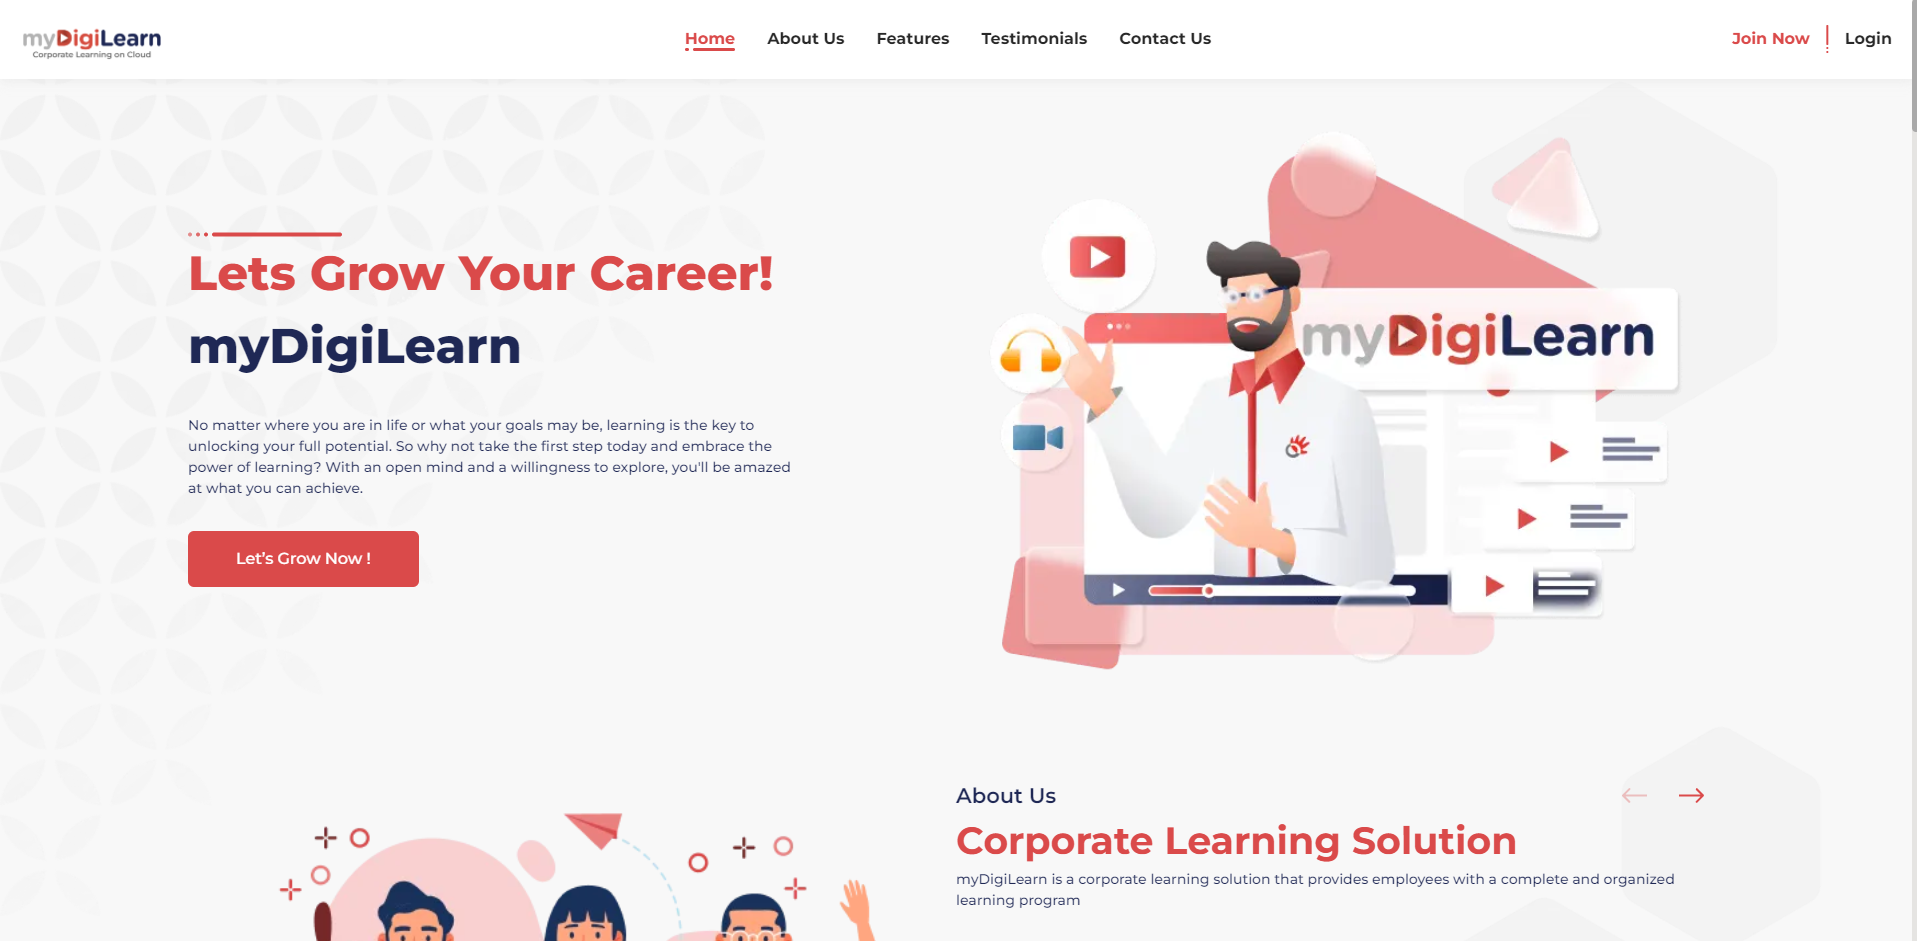 myDigiLearn
Corporate Learning on Cloud
Home
About Us
Features
Testimonials
Contact Us
Join Now
Login
Lets Grow Your Career!
myDigiLearn
No matter where you are in life or what your goals may be, learning is the key to
unlocking your full potential. So why not take the first step today and embrace the
power of learning? With an open mind and a willingness to explore, you'll be amazed
at what you can achieve.
Let's Grow Now !
myDigiLearn
About Us
Corporate Learning Solution
myDigiLearn is a corporate learning solution that provides employees with a complete and organized
learning program